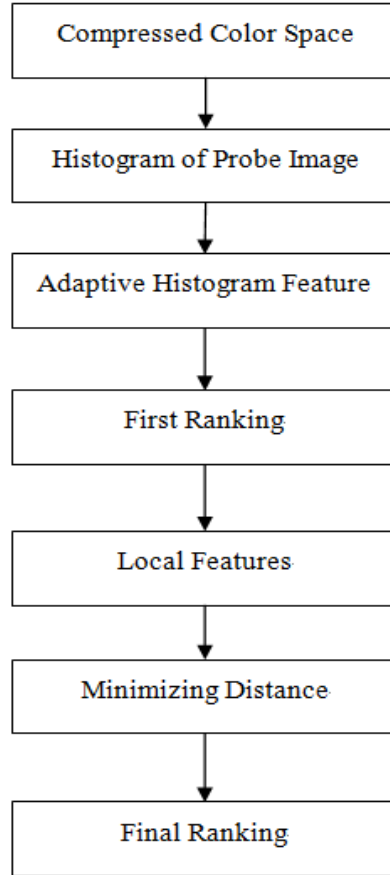 Compressed Color Space
Histogram of Probe Image
Adaptive Histogram Feature
First Ranking
Local Features
Minimizing Distance
Final Ranking